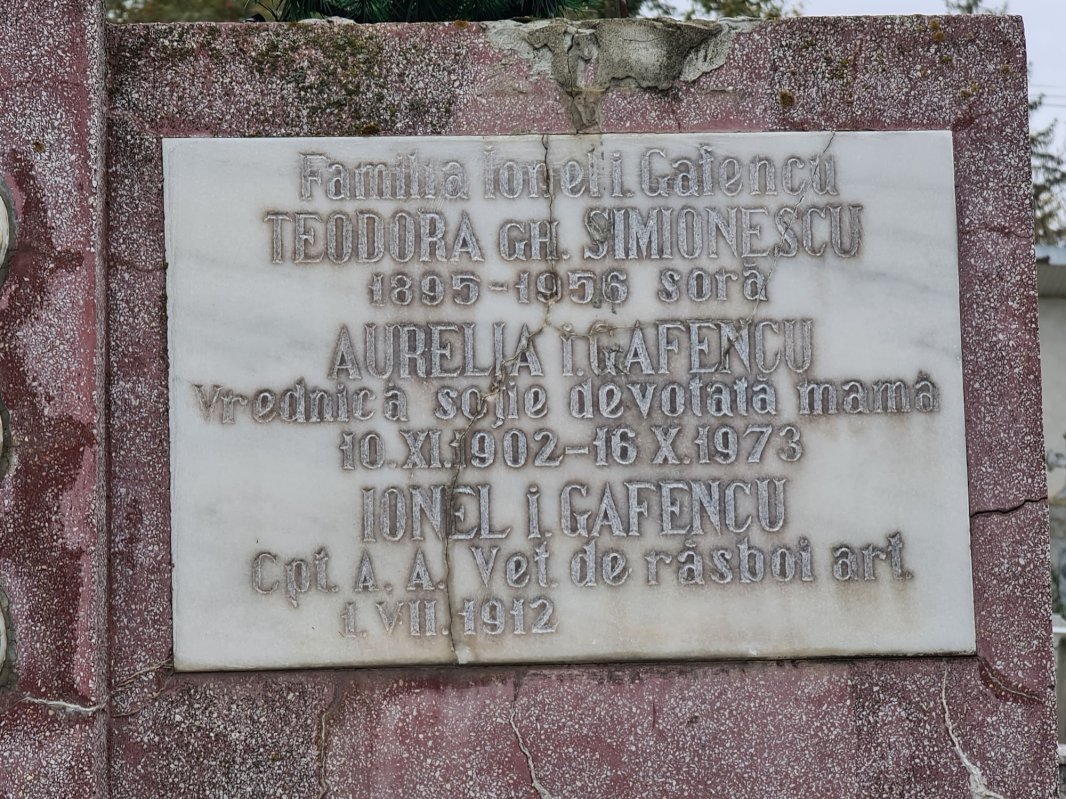 Familia Ionel i. Gafencu
TEODORA GH. SIMIONESCU
1895-1956 soră
AURELIA i. GAFENCU
Vrednica soție devotată mamă
10.XI.1902-16 X 1973
IONEL i. GAFENCU
Cpt. A. A. Vet. de răsboi art.
1.VII.1912